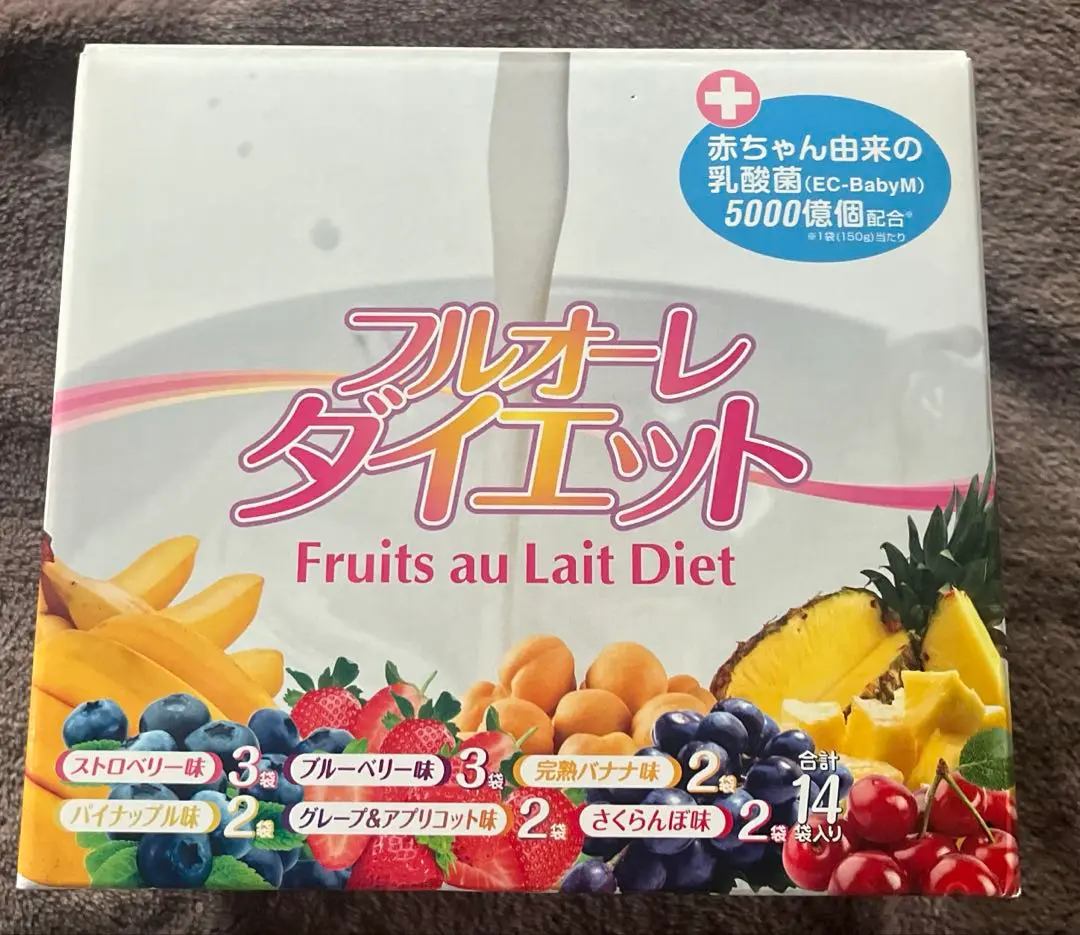 赤ちゃん由来の
乳酸菌(EC-BabyM)
5000億個配合※
※1袋(150g)当たり
フルオーレ
ダイエット
Fruits au Lait Diet
ストロベリー味 3袋 ブルーベリー味 3袋 完熟バナナ味 2袋
パイナップル味 2袋 グレープ&アプリコット味 2袋 さくらんぼ味 2袋
合計
14
袋入り